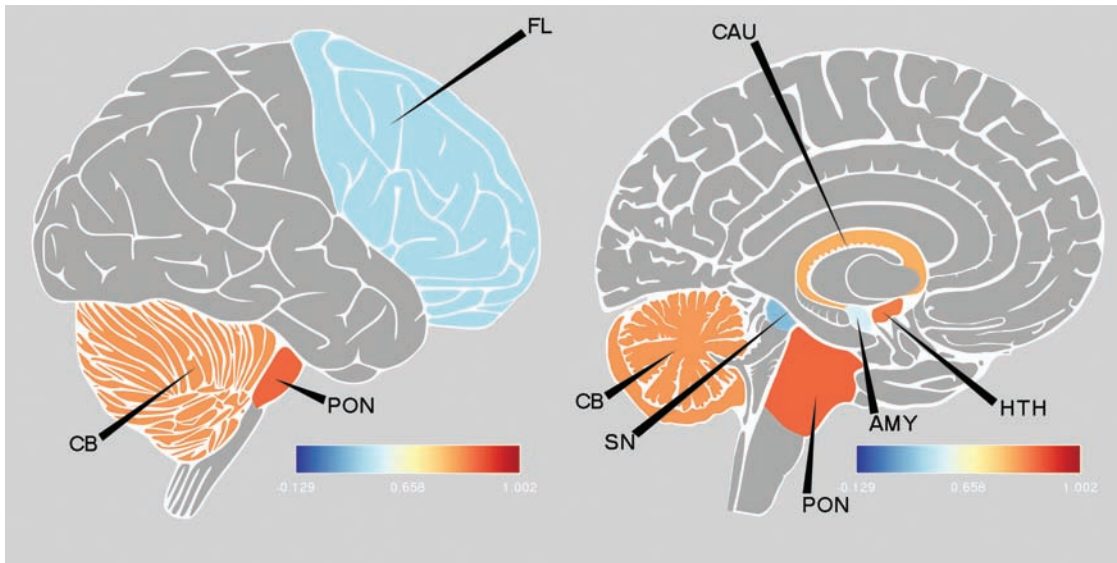 FL
CB
PON
-0.129 0.658 1.002
CAU
CB
SN
AMY
HTH
PON
-0.129 0.658 1.002